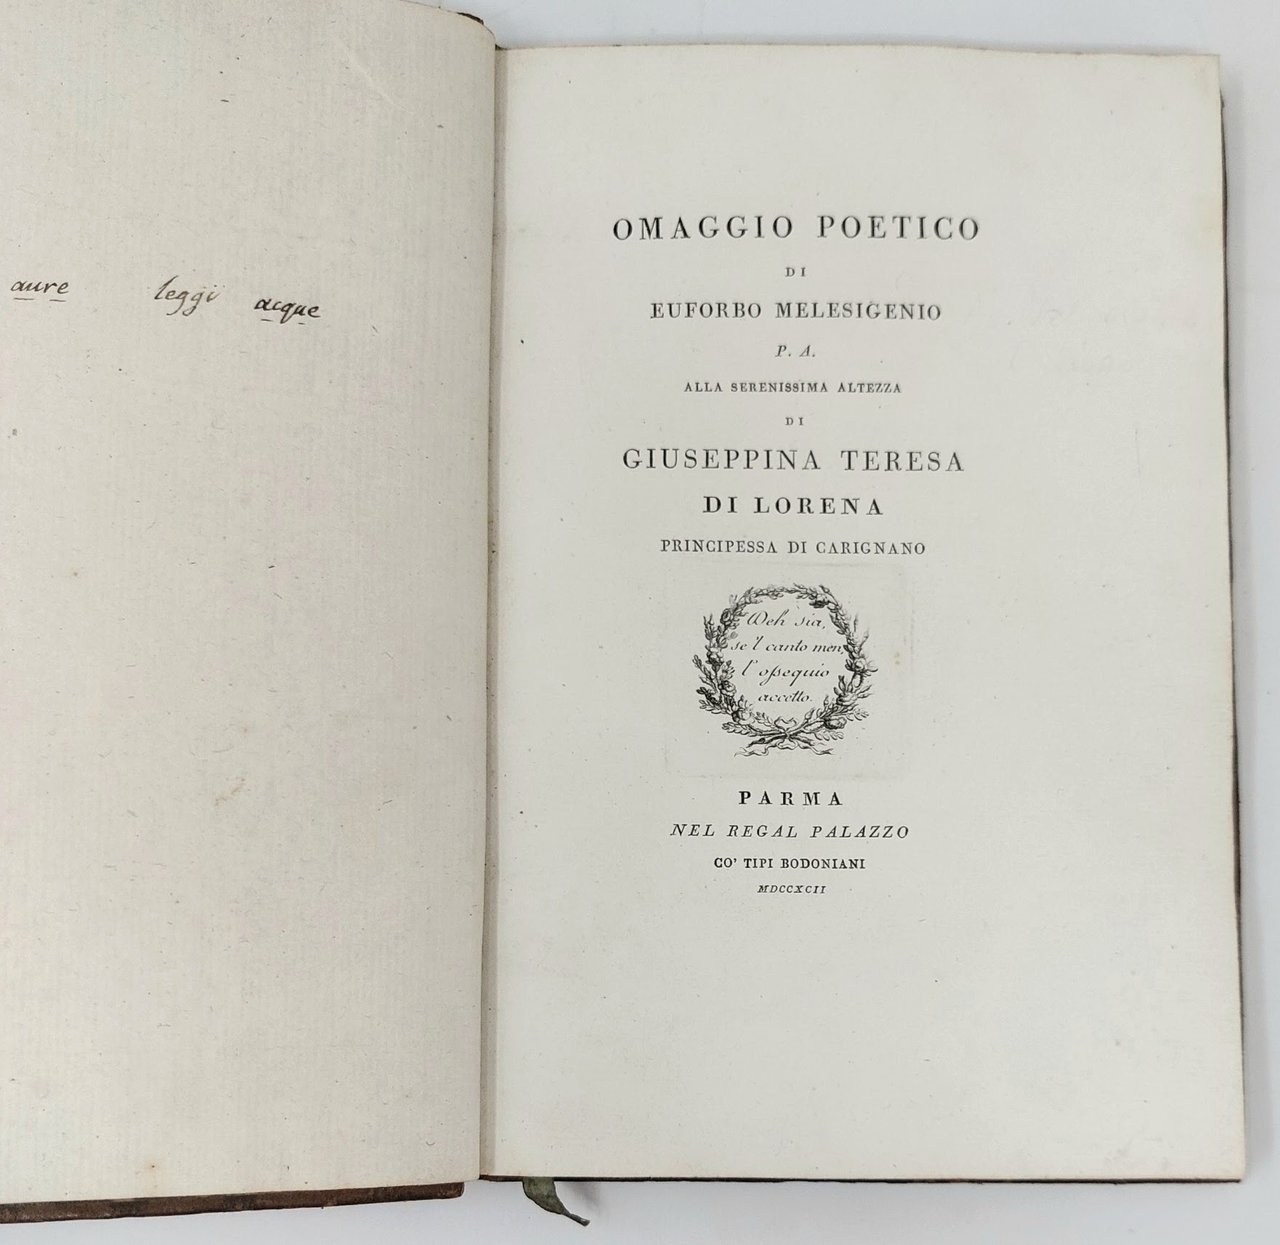 aure leggi acque
OMAGGIO POETICO
DI
EUFORBO MELESIGENIO
P. A.
ALLA SERENISSIMA ALTEZZA
DI
GIUSEPPINA TERESA
DI LORENA
PRINCIPESSA DI CARIGNANO
Deh sia,
se 'l canto men,
l' oſsequio
accetto.
PARMA
NEL REGAL PALAZZO
CO' TIPI BODONIANI
MDCCXCII